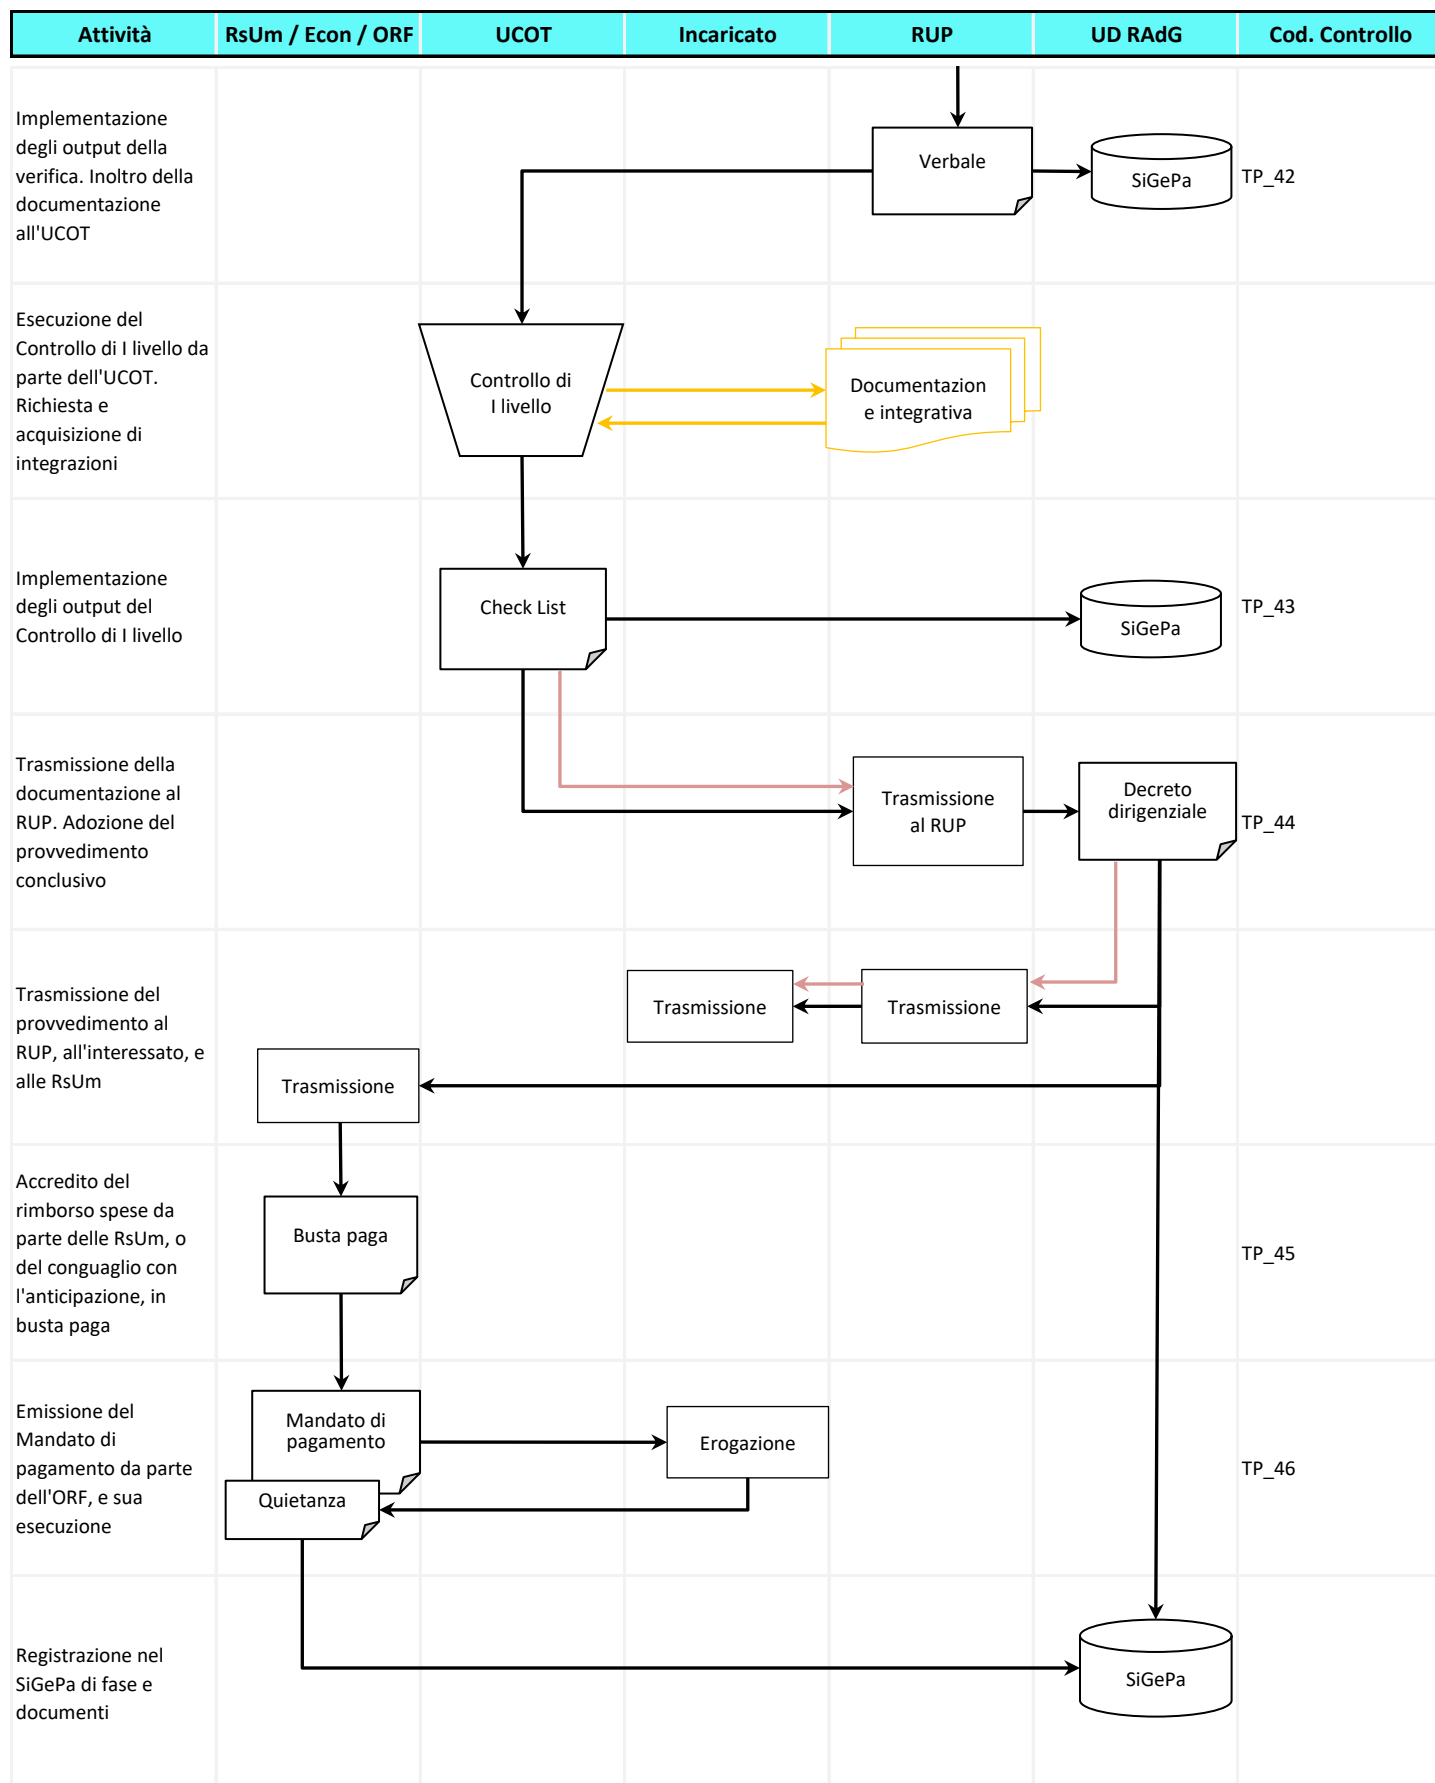 Attività RsUm / Econ / ORF UCOT Incaricato RUP UD RAdG Cod. Controllo
Implementazione
degli output della
verifica. Inoltro della
documentazione
all'UCOT
Verbale
SiGePa
TP_42
Esecuzione del
Controllo di I livello da
parte dell'UCOT.
Richiesta e
acquisizione di
integrazioni
Controllo di
I livello
Documentazion
e integrativa
Implementazione
degli output del
Controllo di I livello
Check List
SiGePa
TP_43
Trasmissione della
documentazione al
RUP. Adozione del
provvedimento
conclusivo
Trasmissione
al RUP
Decreto
dirigenziale
TP_44
Trasmissione del
provvedimento al
RUP, all'interessato, e
alle RsUm
Trasmissione
Trasmissione
Trasmissione
Accredito del
rimborso spese da
parte delle RsUm, o
del conguaglio con
l'anticipazione, in
busta paga
Busta paga
TP_45
Emissione del
Mandato di
pagamento da parte
dell'ORF, e sua
esecuzione
Mandato di
pagamento
Quietanza
Erogazione
TP_46
Registrazione nel
SiGePa di fase e
documenti
SiGePa